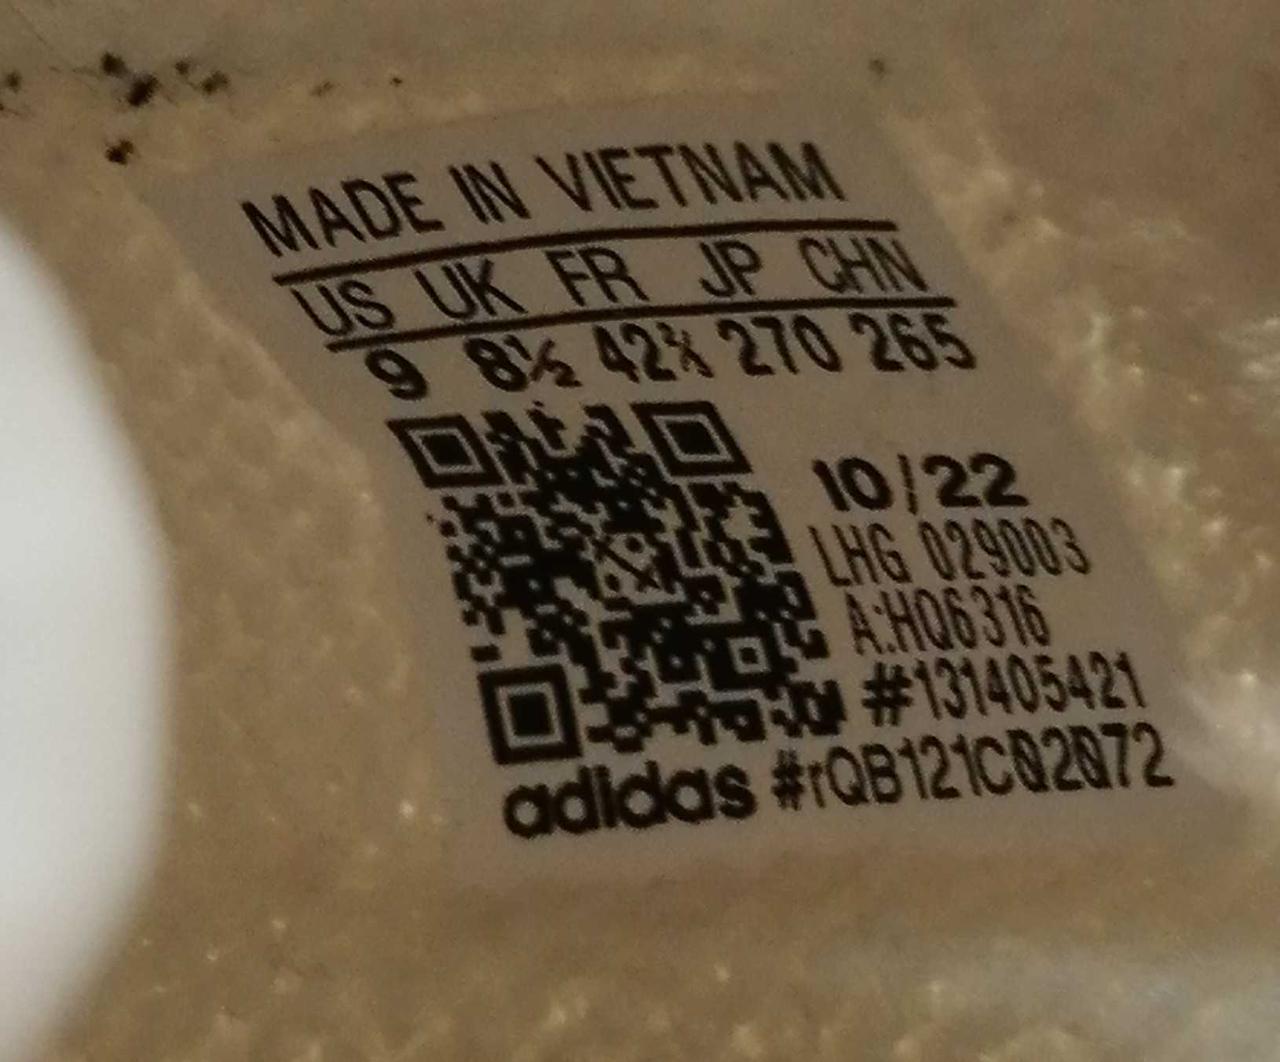 MADE IN VIETNAM
US UK FR JP CHN
9 8½ 42⅔ 270 265
10/22
LHG 029003
A:HQ6316
#131405421
adidas #rQB121C02072